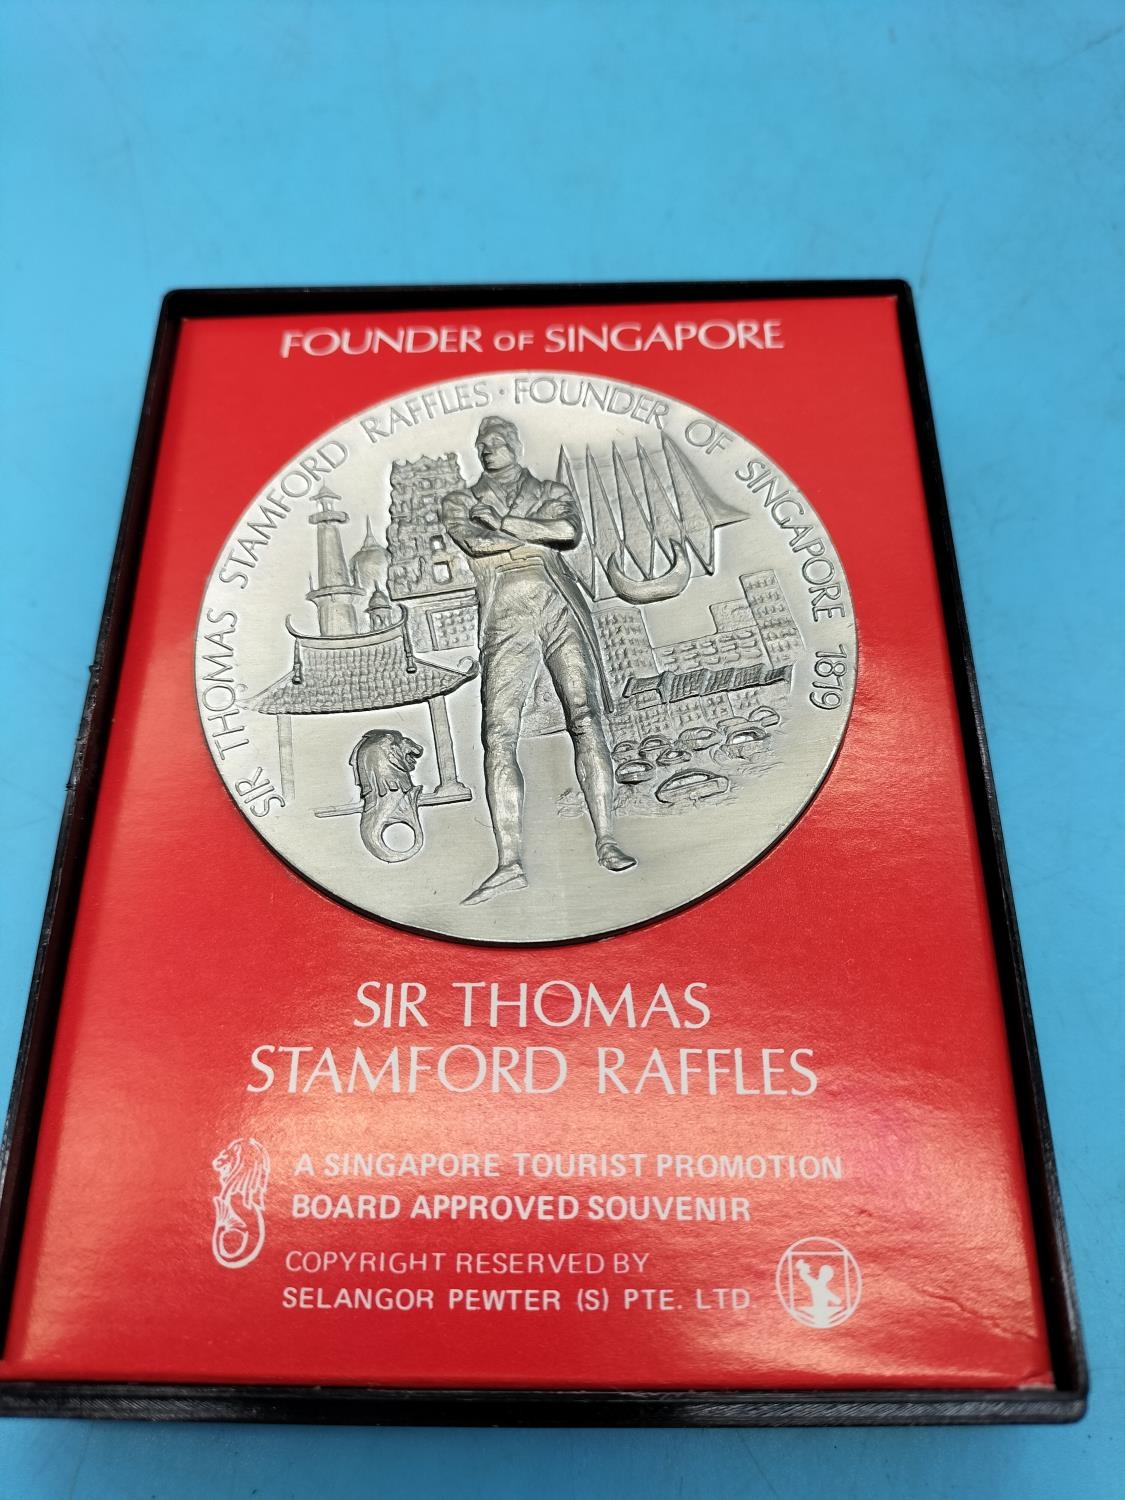 FOUNDER OF SINGAPORE
SIR THOMAS STAMFORD RAFFLES · FOUNDER OF SINGAPORE 1819
SIR THOMAS
STAMFORD RAFFLES
A SINGAPORE TOURIST PROMOTION
BOARD APPROVED SOUVENIR
COPYRIGHT RESERVED BY
SELANGOR PEWTER (S) PTE. LTD.